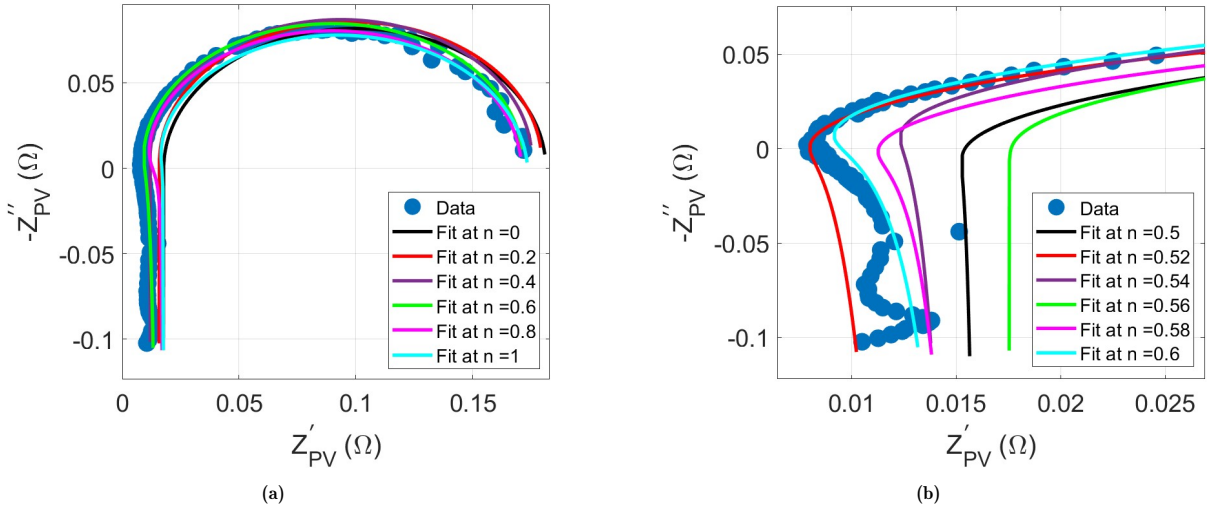 0.05
0
-0.05
-0.1
-Z''PV (Ω)
Data
Fit at n =0
Fit at n =0.2
Fit at n =0.4
Fit at n =0.6
Fit at n =0.8
Fit at n =1
0 0.05 0.1 0.15
Z'PV (Ω)
(a)
0.05
0
-0.05
-0.1
-Z''PV (Ω)
Data
Fit at n =0.5
Fit at n =0.52
Fit at n =0.54
Fit at n =0.56
Fit at n =0.58
Fit at n =0.6
0.01 0.015 0.02 0.025
Z'PV (Ω)
(b)